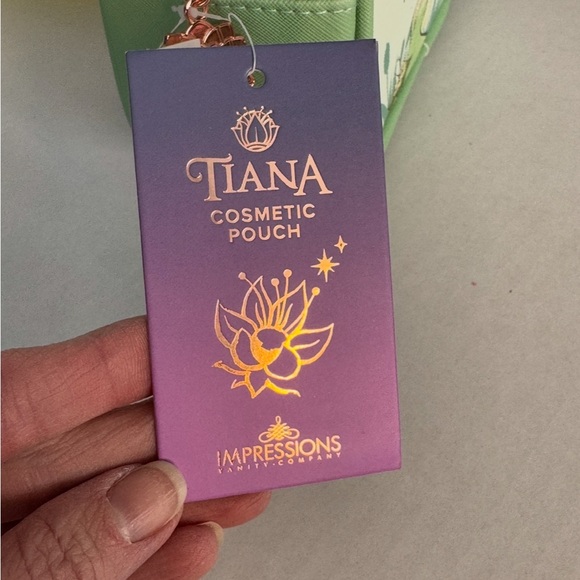 TIANA
COSMETIC
POUCH
IMPRESSIONS
VANITY • COMPANY